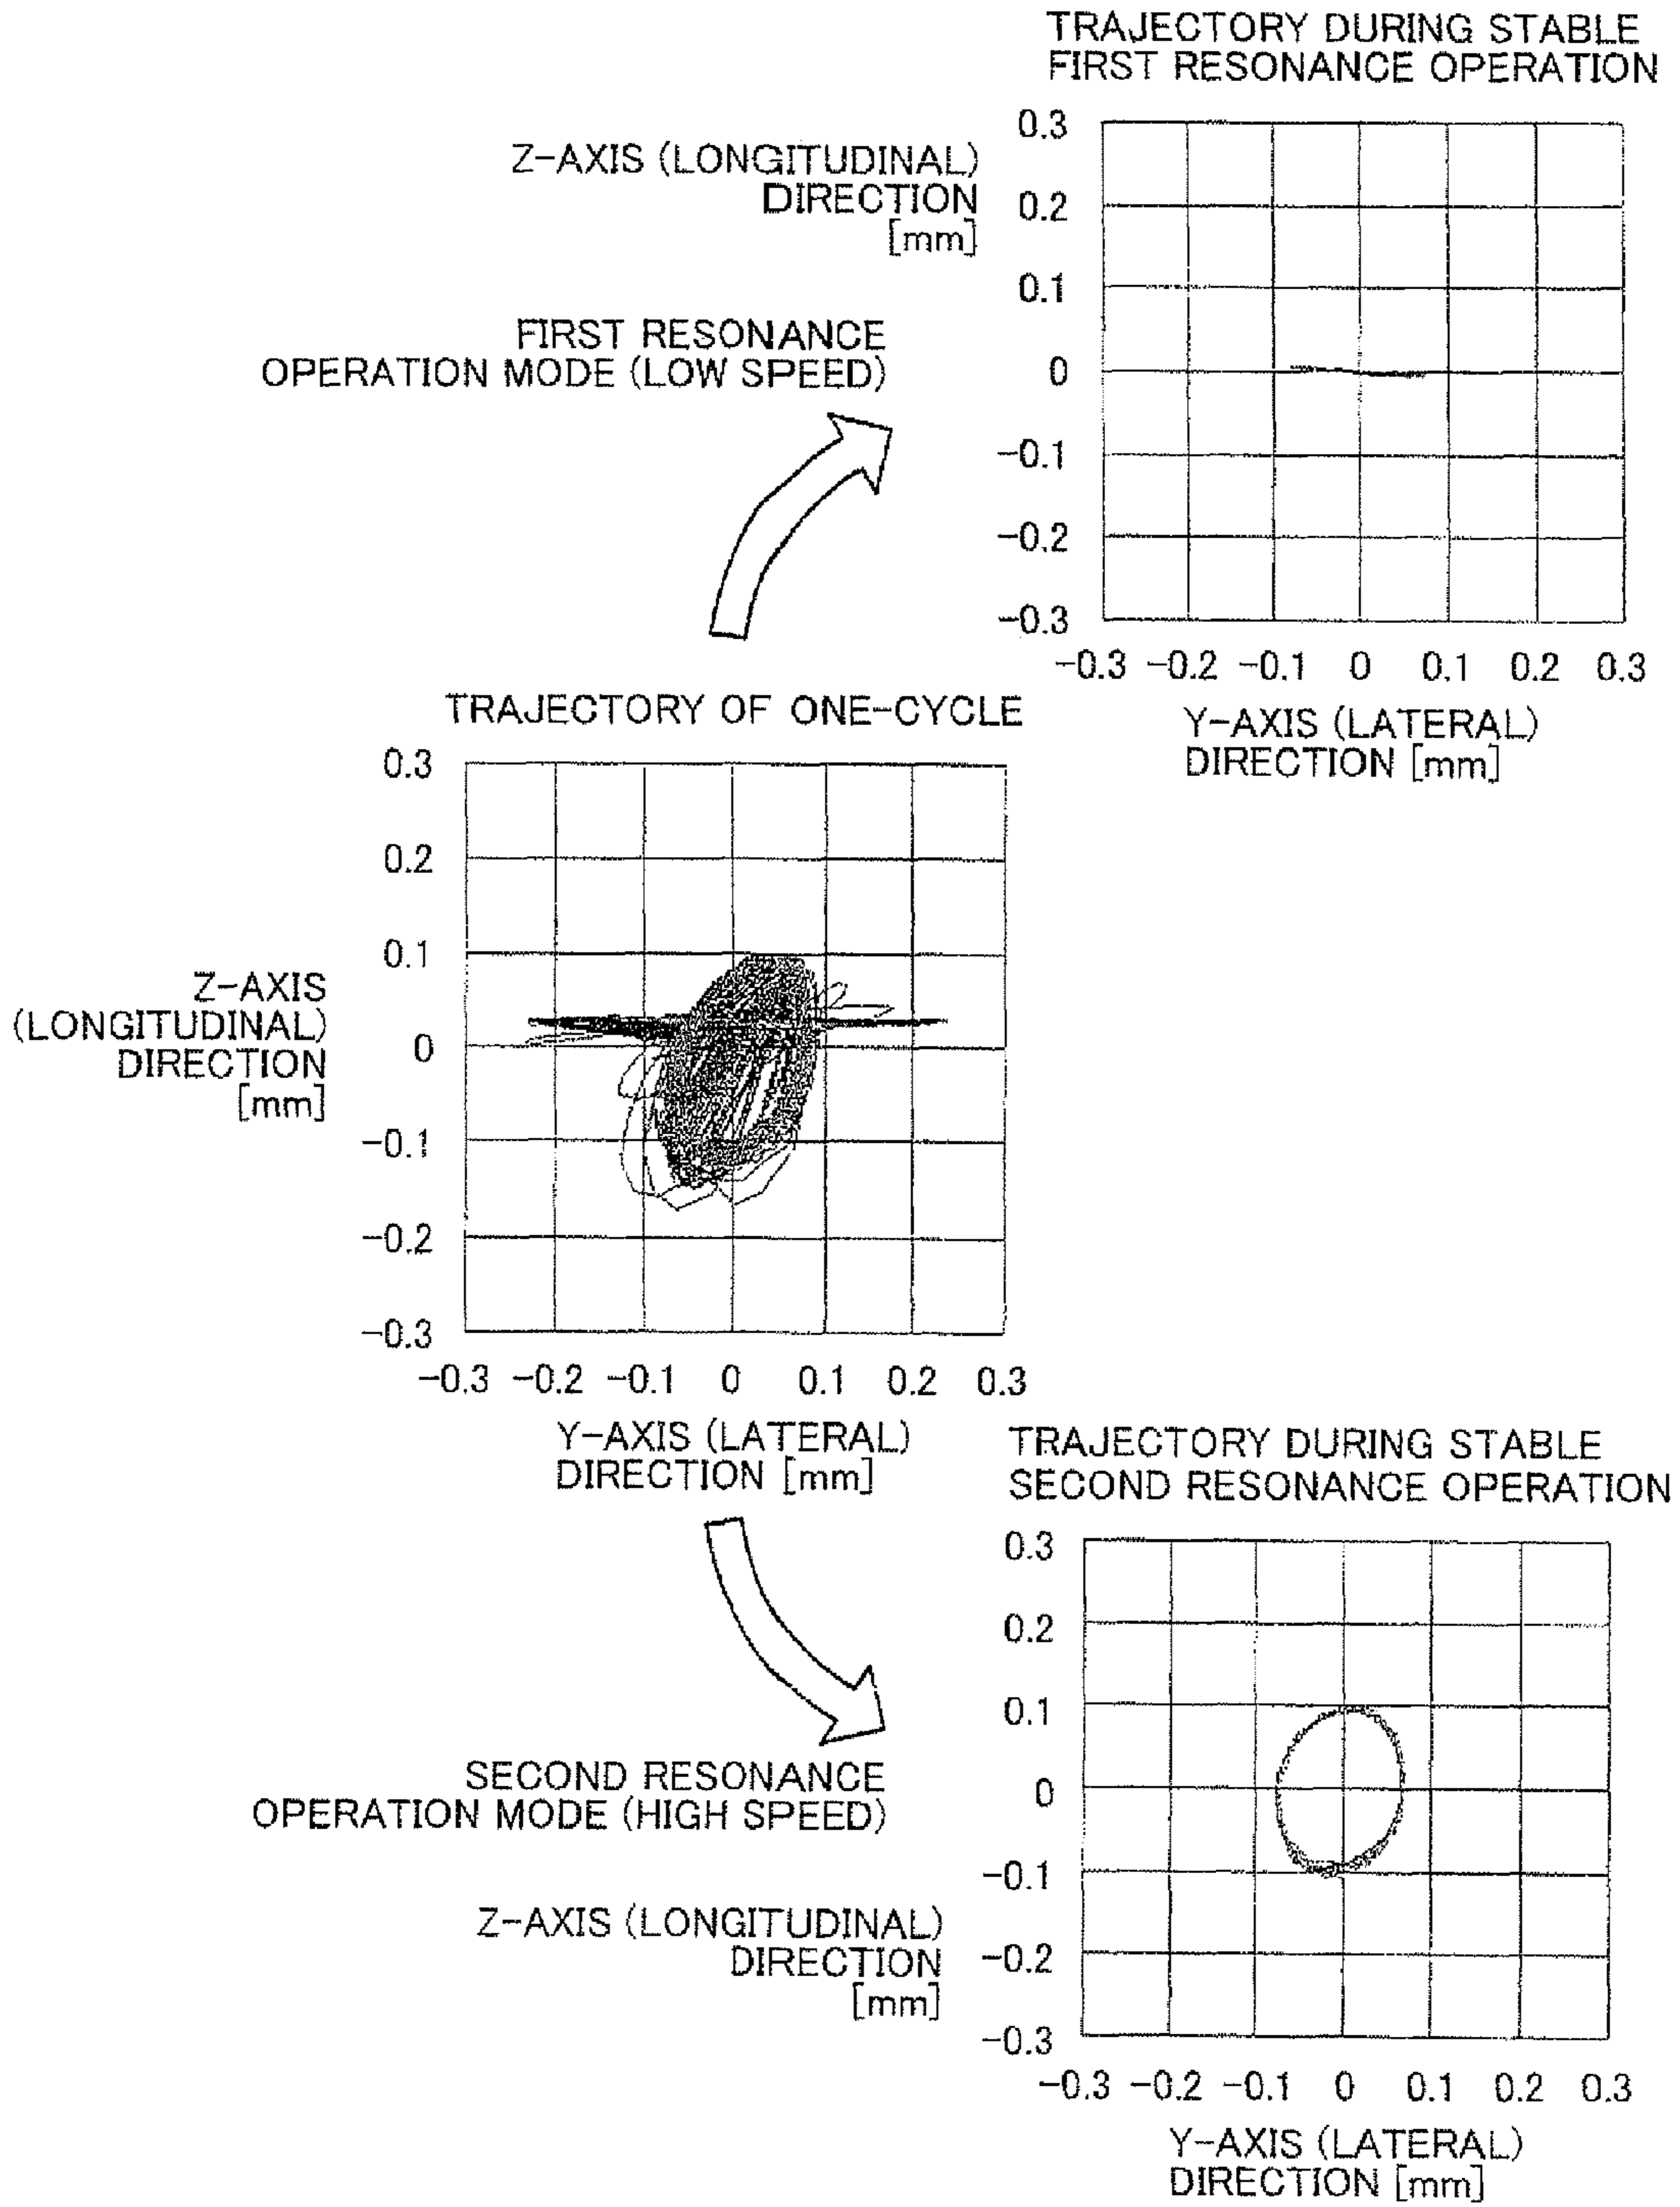 TRAJECTORY DURING STABLE
FIRST RESONANCE OPERATION
Z-AXIS (LONGITUDINAL)
DIRECTION
[mm]
0.3
0.2
0.1
0
-0.1
-0.2
-0.3
-0.3 -0.2 -0.1 0 0.1 0.2 0.3
Y-AXIS (LATERAL)
DIRECTION [mm]
FIRST RESONANCE
OPERATION MODE (LOW SPEED)
TRAJECTORY OF ONE-CYCLE
Z-AXIS
(LONGITUDINAL)
DIRECTION
[mm]
0.3
0.2
0.1
0
-0.1
-0.2
-0.3
-0.3 -0.2 -0.1 0 0.1 0.2 0.3
Y-AXIS (LATERAL)
DIRECTION [mm]
TRAJECTORY DURING STABLE
SECOND RESONANCE OPERATION
SECOND RESONANCE
OPERATION MODE (HIGH SPEED)
Z-AXIS (LONGITUDINAL)
DIRECTION
[mm]
0.3
0.2
0.1
0
-0.1
-0.2
-0.3
-0.3 -0.2 -0.1 0 0.1 0.2 0.3
Y-AXIS (LATERAL)
DIRECTION [mm]